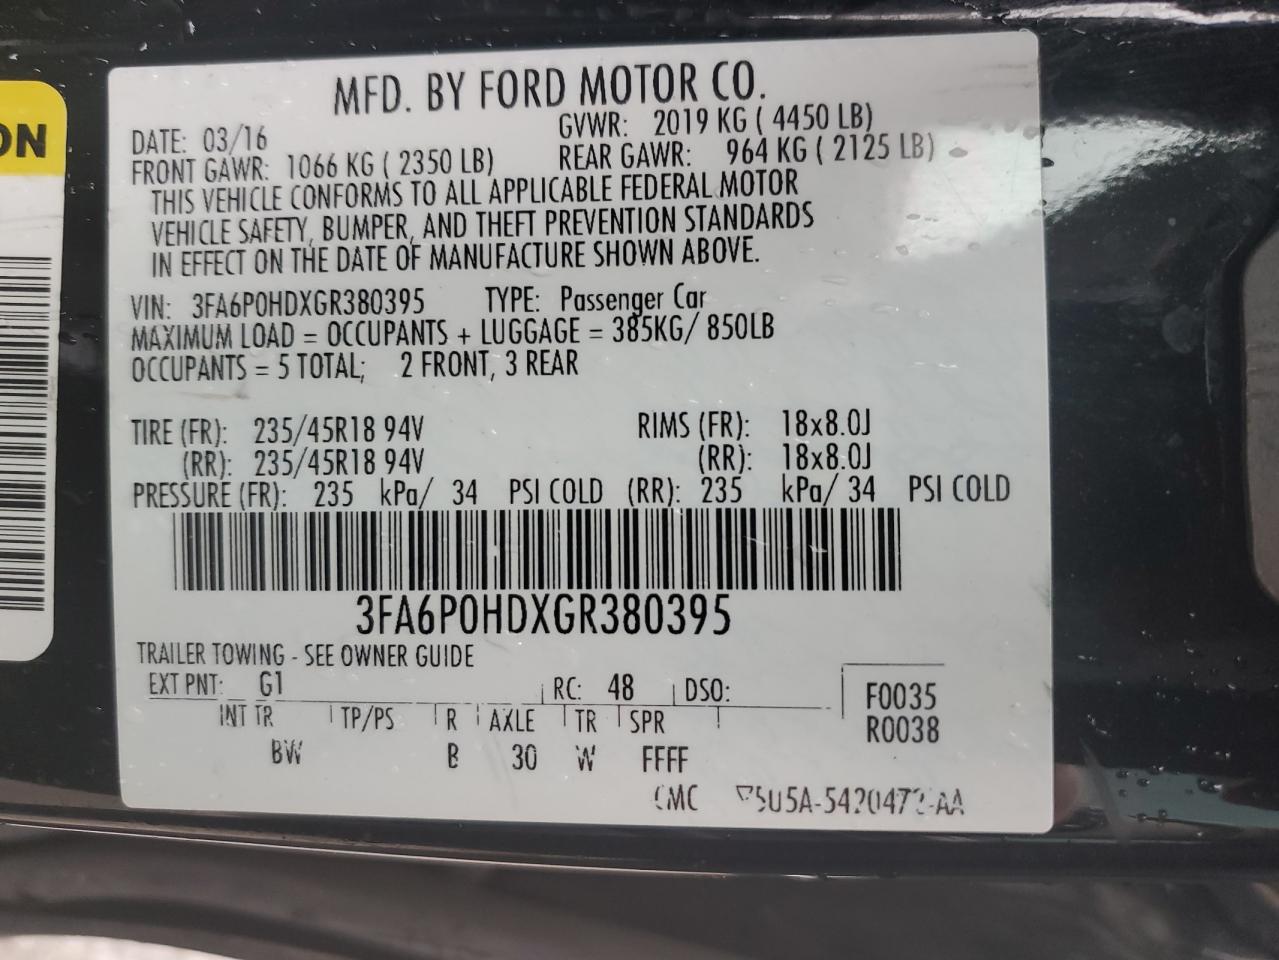 ON
MFD. BY FORD MOTOR CO.
DATE: 03/16 GVWR: 2019 KG ( 4450 LB)
FRONT GAWR: 1066 KG ( 2350 LB) REAR GAWR: 964 KG ( 2125 LB)
THIS VEHICLE CONFORMS TO ALL APPLICABLE FEDERAL MOTOR
VEHICLE SAFETY, BUMPER, AND THEFT PREVENTION STANDARDS
IN EFFECT ON THE DATE OF MANUFACTURE SHOWN ABOVE.
VIN: 3FA6P0HDXGR380395 TYPE: Passenger Car
MAXIMUM LOAD = OCCUPANTS + LUGGAGE = 385KG/ 850LB
OCCUPANTS = 5 TOTAL; 2 FRONT, 3 REAR
TIRE (FR): 235/45R18 94V RIMS (FR): 18x8.0J
(RR): 235/45R18 94V (RR): 18x8.0J
PRESSURE (FR): 235 kPa/ 34 PSI COLD (RR): 235 kPa/ 34 PSI COLD
3FA6P0HDXGR380395
TRAILER TOWING - SEE OWNER GUIDE
EXT PNT: G1 RC: 48 DSO: F0035
INT TR TP/PS R AXLE TR SPR R0038
BW B 30 W FFFF